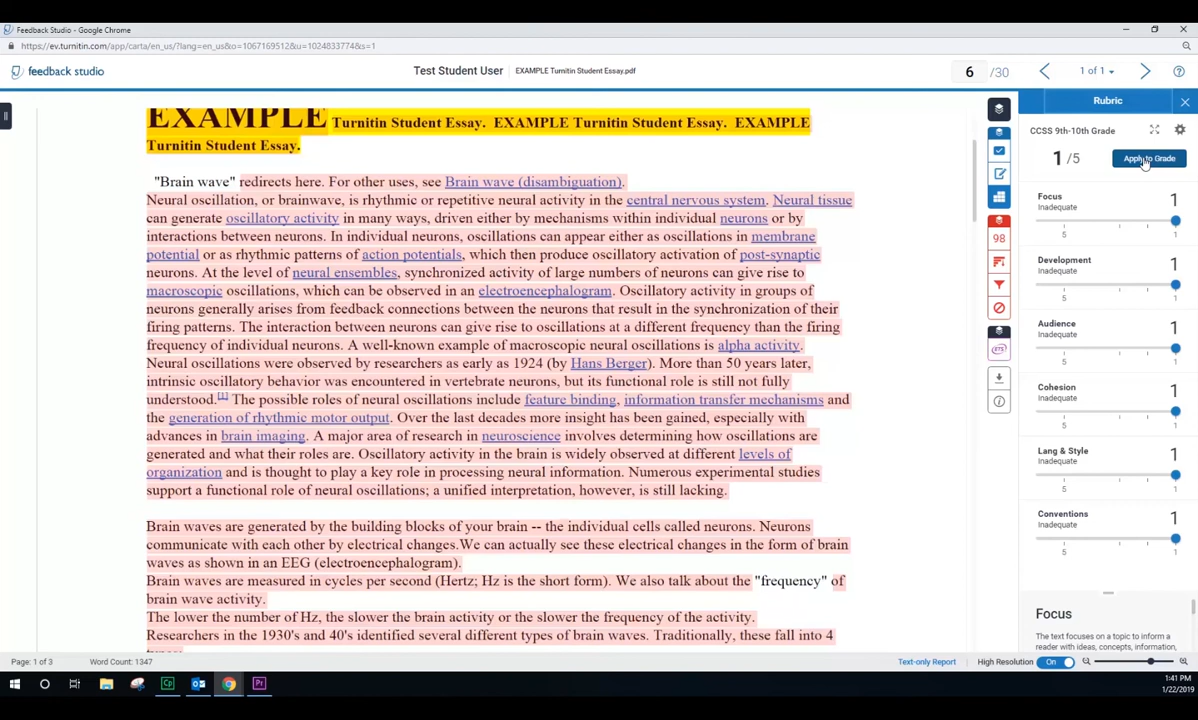 Feedback Studio - Google Chrome
https://ev.turnitin.com/app/carta/en_us/?lang=en_us&o=1067169512&u=1024833774&s=1
feedback studio
Test Student User
EXAMPLE Turnitin Student Essay.pdf
6 /30
1 of 1
EXAMPLE Turnitin Student Essay. EXAMPLE Turnitin Student Essay. EXAMPLE
Turnitin Student Essay.
"Brain wave" redirects here. For other uses, see Brain wave (disambiguation).
Neural oscillation, or brainwave, is rhythmic or repetitive neural activity in the central nervous system. Neural tissue
can generate oscillatory activity in many ways, driven either by mechanisms within individual neurons or by
interactions between neurons. In individual neurons, oscillations can appear either as oscillations in membrane
potential or as rhythmic patterns of action potentials, which then produce oscillatory activation of post-synaptic
neurons. At the level of neural ensembles, synchronized activity of large numbers of neurons can give rise to
macroscopic oscillations, which can be observed in an electroencephalogram. Oscillatory activity in groups of
neurons generally arises from feedback connections between the neurons that result in the synchronization of their
firing patterns. The interaction between neurons can give rise to oscillations at a different frequency than the firing
frequency of individual neurons. A well-known example of macroscopic neural oscillations is alpha activity.
Neural oscillations were observed by researchers as early as 1924 (by Hans Berger). More than 50 years later,
intrinsic oscillatory behavior was encountered in vertebrate neurons, but its functional role is still not fully
understood.[1] The possible roles of neural oscillations include feature binding, information transfer mechanisms and
the generation of rhythmic motor output. Over the last decades more insight has been gained, especially with
advances in brain imaging. A major area of research in neuroscience involves determining how oscillations are
generated and what their roles are. Oscillatory activity in the brain is widely observed at different levels of
organization and is thought to play a key role in processing neural information. Numerous experimental studies
support a functional role of neural oscillations; a unified interpretation, however, is still lacking.
Brain waves are generated by the building blocks of your brain -- the individual cells called neurons. Neurons
communicate with each other by electrical changes.We can actually see these electrical changes in the form of brain
waves as shown in an EEG (electroencephalogram).
Brain waves are measured in cycles per second (Hertz; Hz is the short form). We also talk about the "frequency" of
brain wave activity.
The lower the number of Hz, the slower the brain activity or the slower the frequency of the activity.
Researchers in the 1930's and 40's identified several different types of brain waves. Traditionally, these fall into 4
types:
98
ETS
Rubric
CCSS 9th-10th Grade
1 /5
Apply to Grade
Focus
Inadequate
1
5 1
Development
Inadequate
1
5 1
Audience
Inadequate
1
5 1
Cohesion
Inadequate
1
5 1
Lang & Style
Inadequate
1
5 1
Conventions
Inadequate
1
5 1
Focus
The text focuses on a topic to inform a
reader with ideas, concepts, information,
Page: 1 of 3
Word Count: 1347
Text-only Report
High Resolution
On
Cp
Pr
1:41 PM
1/22/2019